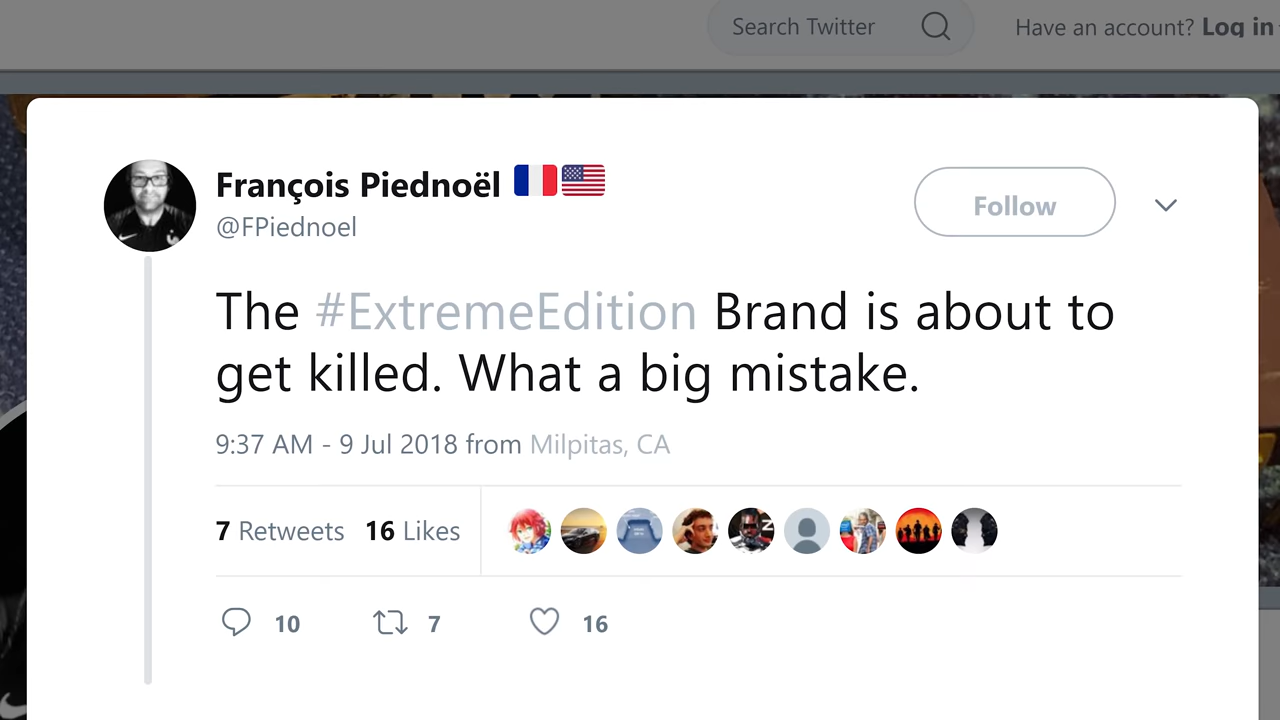 Search Twitter
Have an account? Log in
François Piednoël
@FPiednoel
Follow
The #ExtremeEdition Brand is about to
get killed. What a big mistake.
9:37 AM - 9 Jul 2018 from Milpitas, CA
7 Retweets 16 Likes
10 7 16